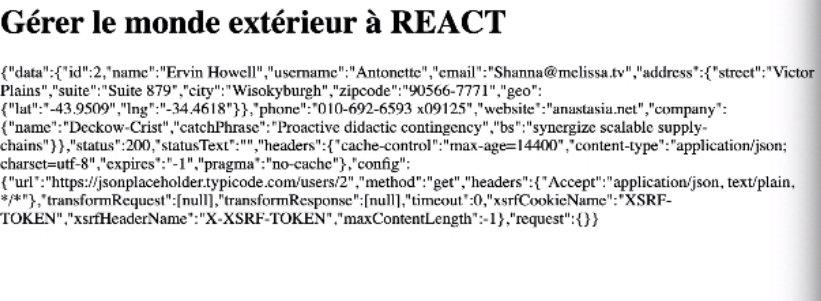 Gérer le monde extérieur à REACT
{"data":{"id":2,"name":"Ervin Howell","username":"Antonette","email":"Shanna@melissa.tv","address":{"street":"Victor
Plains","suite":"Suite 879","city":"Wisokyburgh","zipcode":"90566-7771","geo":
{"lat":"-43.9509","lng":"-34.4618"}},"phone":"010-692-6593 x09125","website":"anastasia.net","company":
{"name":"Deckow-Crist","catchPhrase":"Proactive didactic contingency","bs":"synergize scalable supply-
chains"}},"status":200,"statusText":"","headers":{"cache-control":"max-age=14400","content-type":"application/json;
charset=utf-8","expires":"-1","pragma":"no-cache"},"config":
{"url":"https://jsonplaceholder.typicode.com/users/2","method":"get","headers":{"Accept":"application/json, text/plain,
*/*"},"transformRequest":[null],"transformResponse":[null],"timeout":0,"xsrfCookieName":"XSRF-
TOKEN","xsrfHeaderName":"X-XSRF-TOKEN","maxContentLength":-1},"request":{}}